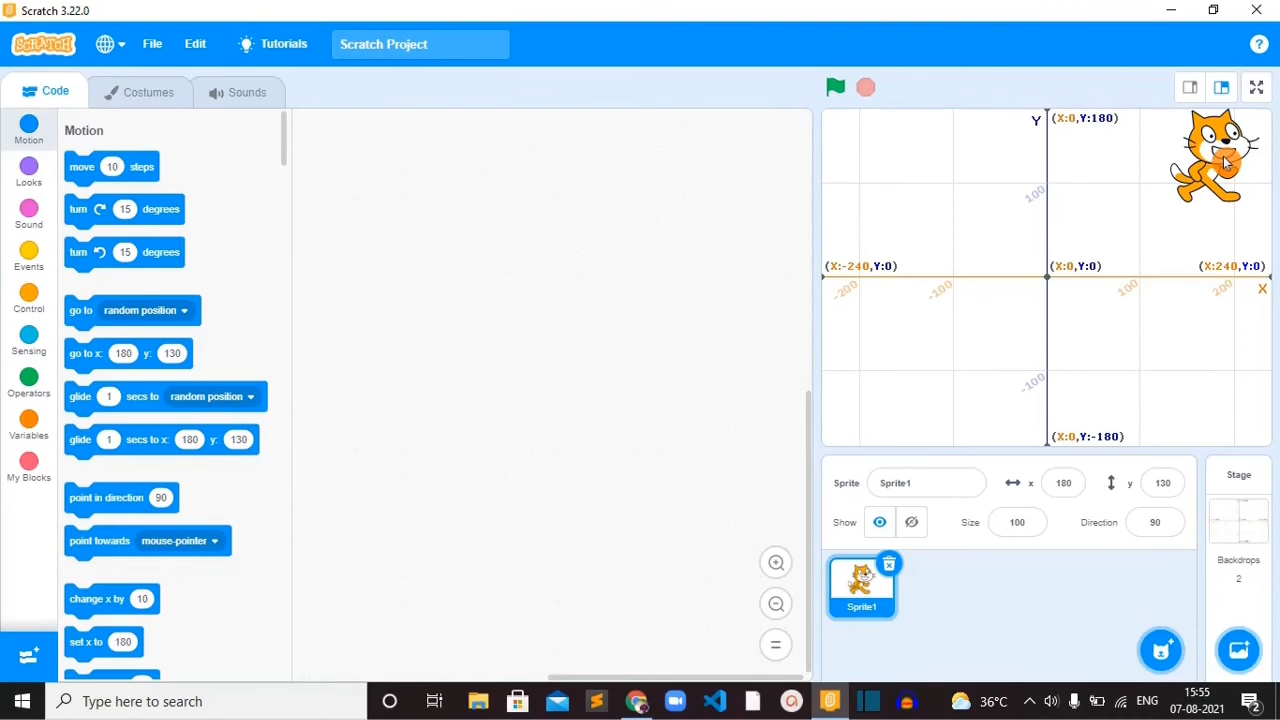 Scratch 3.22.0
SCRATCH
File
Edit
Tutorials
Scratch Project
?
Code
Costumes
Sounds
Motion
Looks
Sound
Events
Control
Sensing
Operators
Variables
My Blocks
Motion
move 10 steps
turn 15 degrees
turn 15 degrees
go to random position
go to x: 180 y: 130
glide 1 secs to random position
glide 1 secs to x: 180 y: 130
point in direction 90
point towards mouse-pointer
change x by 10
set x to 180
Y
(X:0,Y:180)
100
(X:-240,Y:0)
(X:0,Y:0)
(X:240,Y:0)
-200
-100
100
200
X
-100
(X:0,Y:-180)
Sprite
Sprite1
x 180
y 130
Show
Size 100
Direction 90
Sprite1
Stage
Backdrops
2
Type here to search
36°C
ENG
15:55
07-08-2021
2